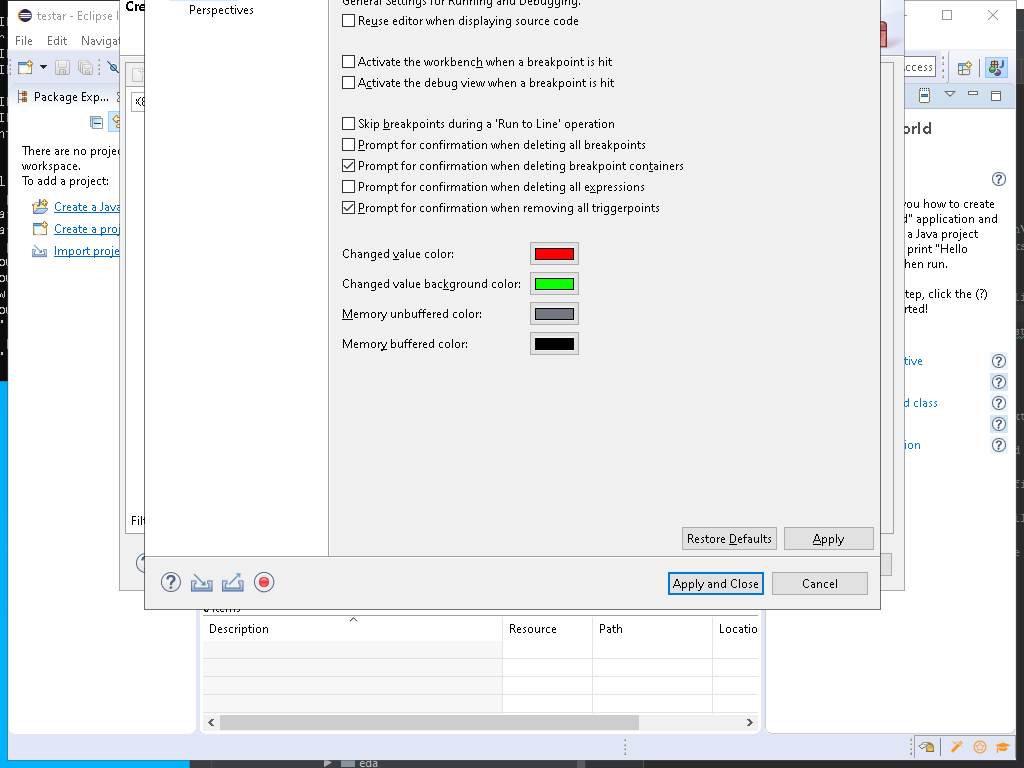 testar - Eclipse I
Cre
File Edit Navigat
Perspectives
General Settings for Running and Debugging.
Reuse editor when displaying source code
Activate the workbench when a breakpoint is hit
Activate the debug view when a breakpoint is hit
Skip breakpoints during a 'Run to Line' operation
Prompt for confirmation when deleting all breakpoints
Prompt for confirmation when deleting breakpoint containers
Prompt for confirmation when deleting all expressions
Prompt for confirmation when removing all triggerpoints
Changed value color:
Changed value background color:
Memory unbuffered color:
Memory buffered color:
Restore Defaults Apply
Apply and Close Cancel
Package Exp...
There are no projec
workspace.
To add a project:
Create a Java
Create a proj
Import proje
Filt
ccess
orld
you how to create
d" application and
a Java project
print "Hello
hen run.
tep, click the (?)
rted!
tive
d class
ion
items
Description Resource Path Locatio
eda